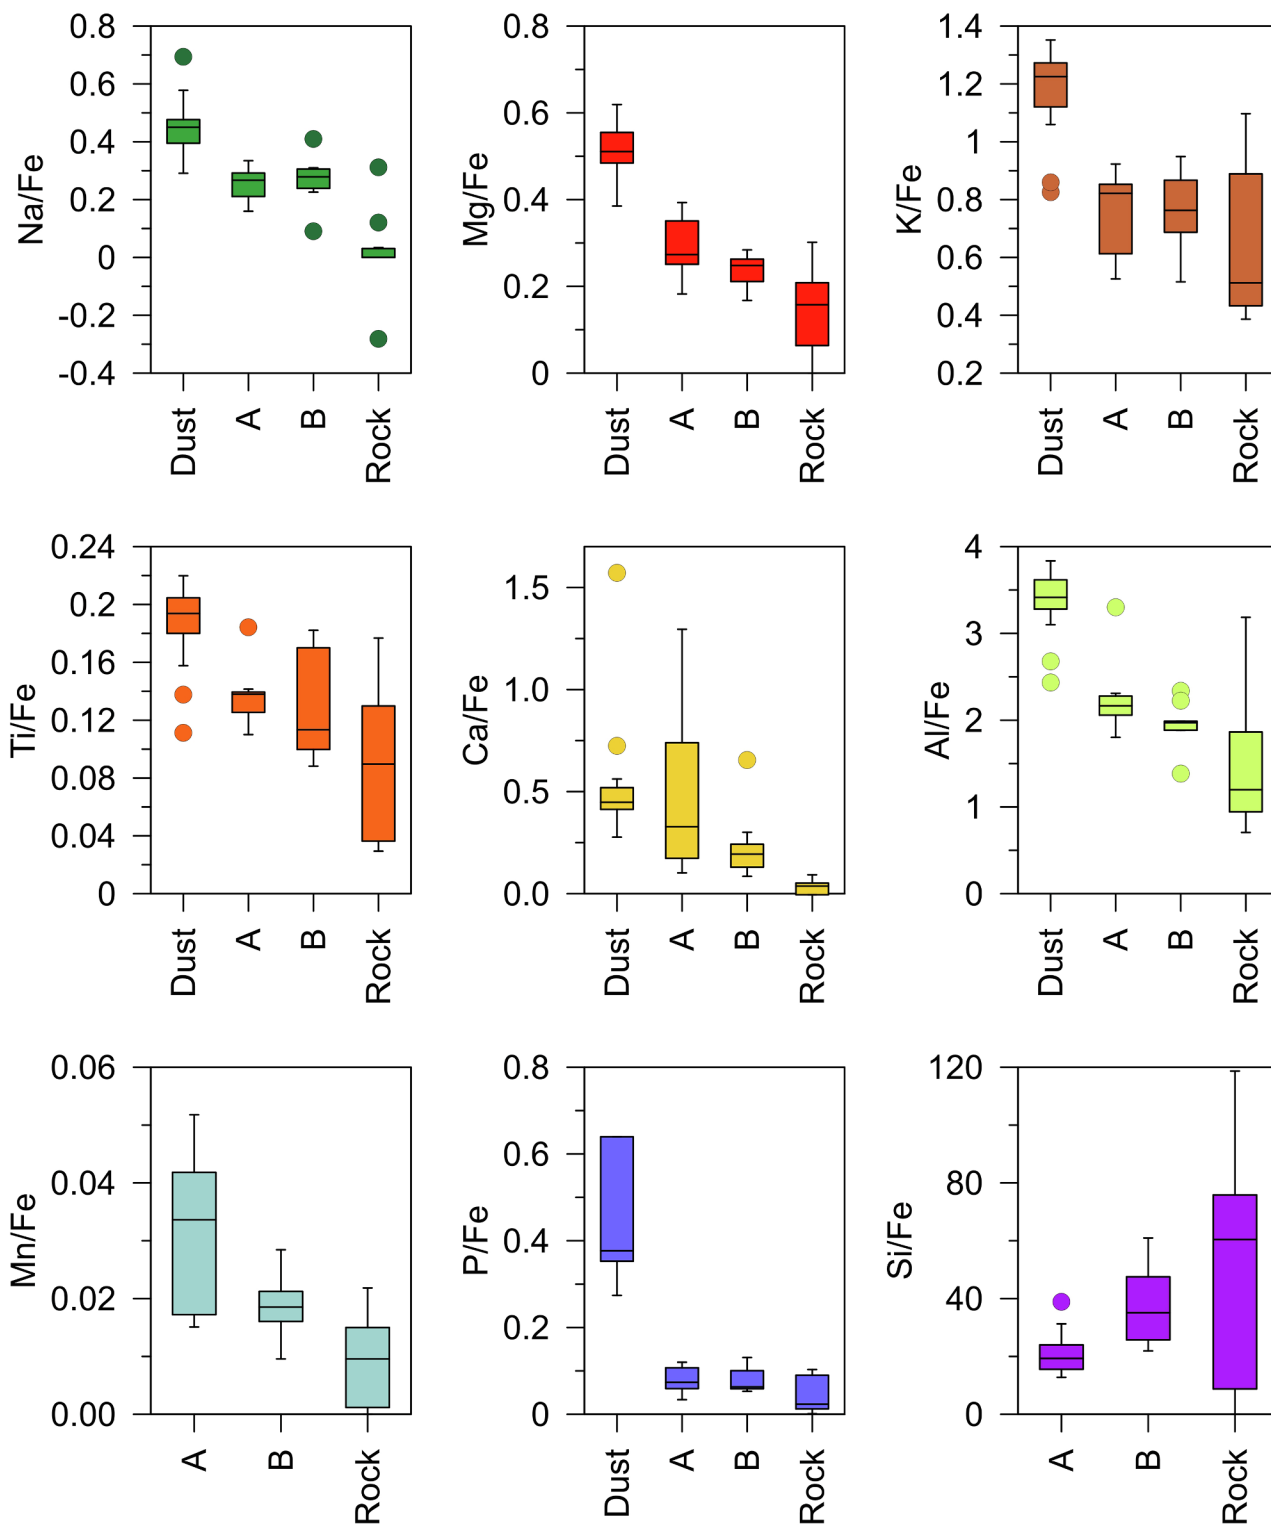 Na/Fe
0.8
0.6
0.4
0.2
0
-0.2
-0.4
Dust
A
B
Rock
Mg/Fe
0.8
0.6
0.4
0.2
0
Dust
A
B
Rock
K/Fe
1.4
1.2
1
0.8
0.6
0.4
0.2
Dust
A
B
Rock
Ti/Fe
0.24
0.2
0.16
0.12
0.08
0.04
0
Dust
A
B
Rock
Ca/Fe
1.5
1.0
0.5
0.0
Dust
A
B
Rock
Al/Fe
4
3
2
1
0
Dust
A
B
Rock
Mn/Fe
0.06
0.04
0.02
0.00
A
B
Rock
P/Fe
0.8
0.6
0.4
0.2
0
Dust
A
B
Rock
Si/Fe
120
80
40
0
A
B
Rock